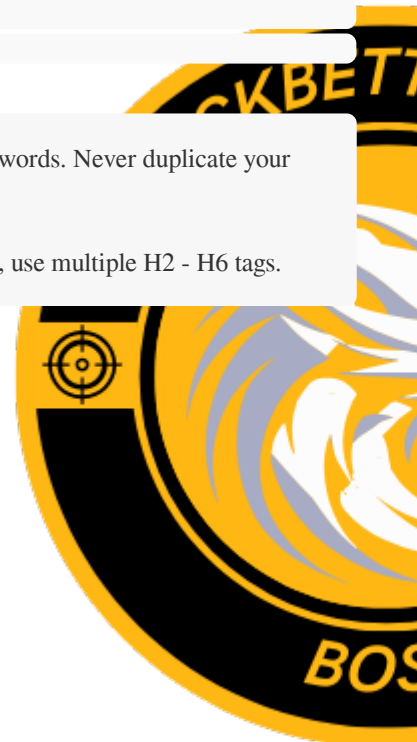 CKBETT
words. Never duplicate your
, use multiple H2 - H6 tags.
BOS